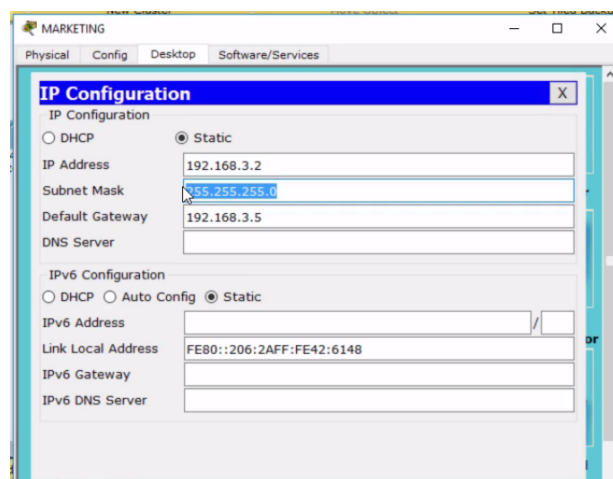 MARKETING
Physical Config Desktop Software/Services
IP Configuration X
IP Configuration
DHCP Static
IP Address 192.168.3.2
Subnet Mask 255.255.255.0
Default Gateway 192.168.3.5
DNS Server
IPv6 Configuration
DHCP Auto Config Static
IPv6 Address /
Link Local Address FE80::206:2AFF:FE42:6148
IPv6 Gateway
IPv6 DNS Server